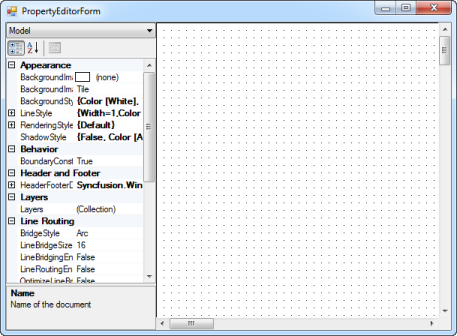 PropertyEditorForm
Model
Appearance
BackgroundIma (none)
BackgroundIma Tile
BackgroundSty {Color [White],
LineStyle {Width=1,Color
RenderingStyle {Default}
ShadowStyle {False, Color [A
Behavior
BoundaryConst True
Header and Footer
HeaderFooterD Syncfusion.Win
Layers
Layers (Collection)
Line Routing
BridgeStyle Arc
LineBridgeSize 16
LineBridgingEn False
LineRoutingEn False
OptimizeLineBr False
Name
Name of the document